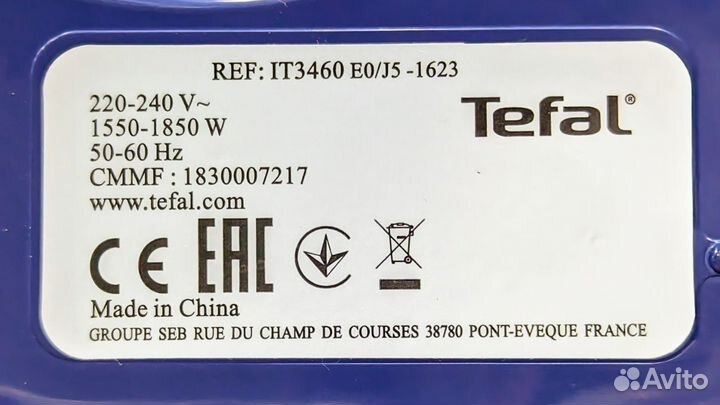 REF: IT3460 E0/J5 -1623
220-240 V~
1550-1850 W
50-60 Hz
CMMF : 1830007217
www.tefal.com
Tefal®
CE EAC
Made in China
GROUPE SEB RUE DU CHAMP DE COURSES 38780 PONT-EVEQUE FRANCE
Avito